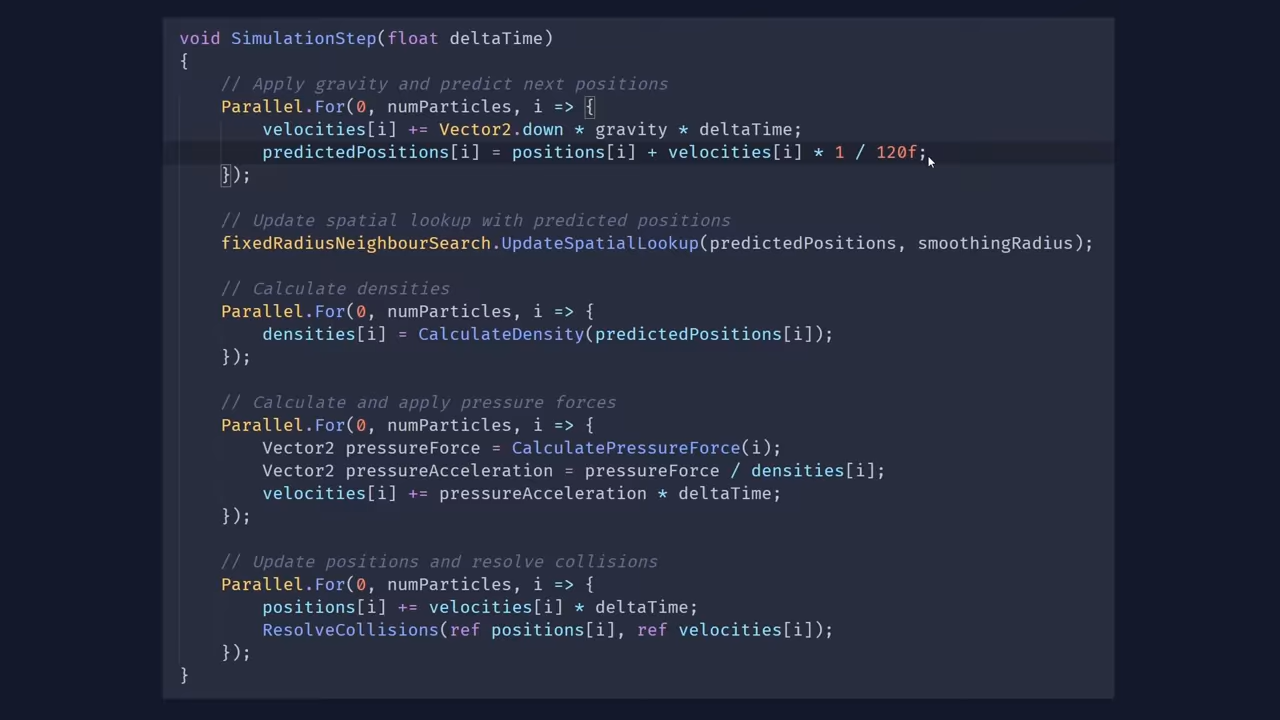 void SimulationStep(float deltaTime)
{
    // Apply gravity and predict next positions
    Parallel.For(0, numParticles, i => {
        velocities[i] += Vector2.down * gravity * deltaTime;
        predictedPositions[i] = positions[i] + velocities[i] * 1 / 120f;
    });

    // Update spatial lookup with predicted positions
    fixedRadiusNeighbourSearch.UpdateSpatialLookup(predictedPositions, smoothingRadius);

    // Calculate densities
    Parallel.For(0, numParticles, i => {
        densities[i] = CalculateDensity(predictedPositions[i]);
    });

    // Calculate and apply pressure forces
    Parallel.For(0, numParticles, i => {
        Vector2 pressureForce = CalculatePressureForce(i);
        Vector2 pressureAcceleration = pressureForce / densities[i];
        velocities[i] += pressureAcceleration * deltaTime;
    });

    // Update positions and resolve collisions
    Parallel.For(0, numParticles, i => {
        positions[i] += velocities[i] * deltaTime;
        ResolveCollisions(ref positions[i], ref velocities[i]);
    });
}